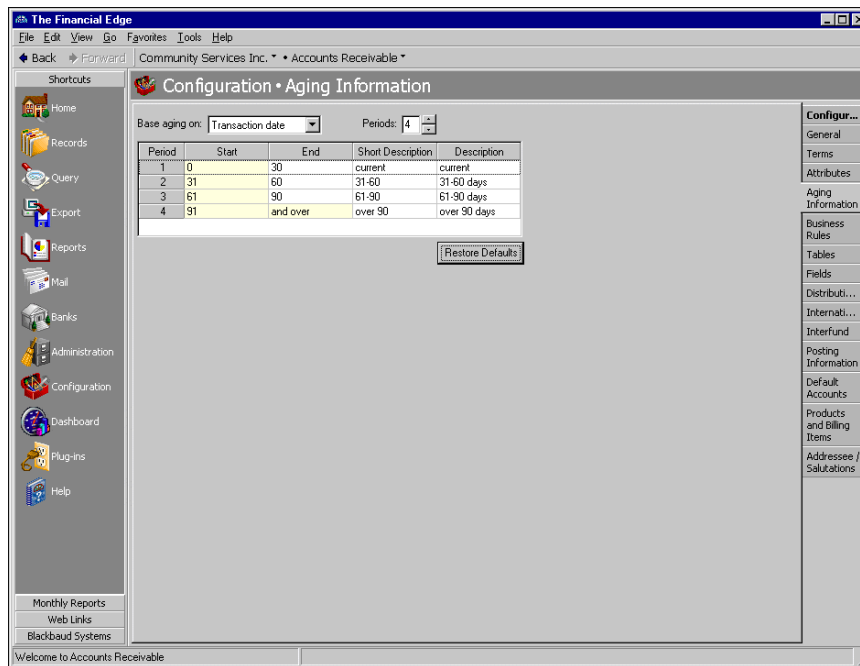 The Financial Edge
File Edit View Go Favorites Tools Help
Back Forward Community Services Inc. • Accounts Receivable
Shortcuts
Home
Records
Query
Export
Reports
Mail
Banks
Administration
Configuration
Dashboard
Plug-ins
Help
Monthly Reports
Web Links
Blackbaud Systems
Configuration • Aging Information
Base aging on: Transaction date Periods: 4
Period Start End Short Description Description
1 0 30 current current
2 31 60 31-60 31-60 days
3 61 90 61-90 61-90 days
4 91 and over over 90 over 90 days
Restore Defaults
Configur...
General
Terms
Attributes
Aging
Information
Business
Rules
Tables
Fields
Distributi...
Internati...
Interfund
Posting
Information
Default
Accounts
Products
and Billing
Items
Addressee /
Salutations
Welcome to Accounts Receivable